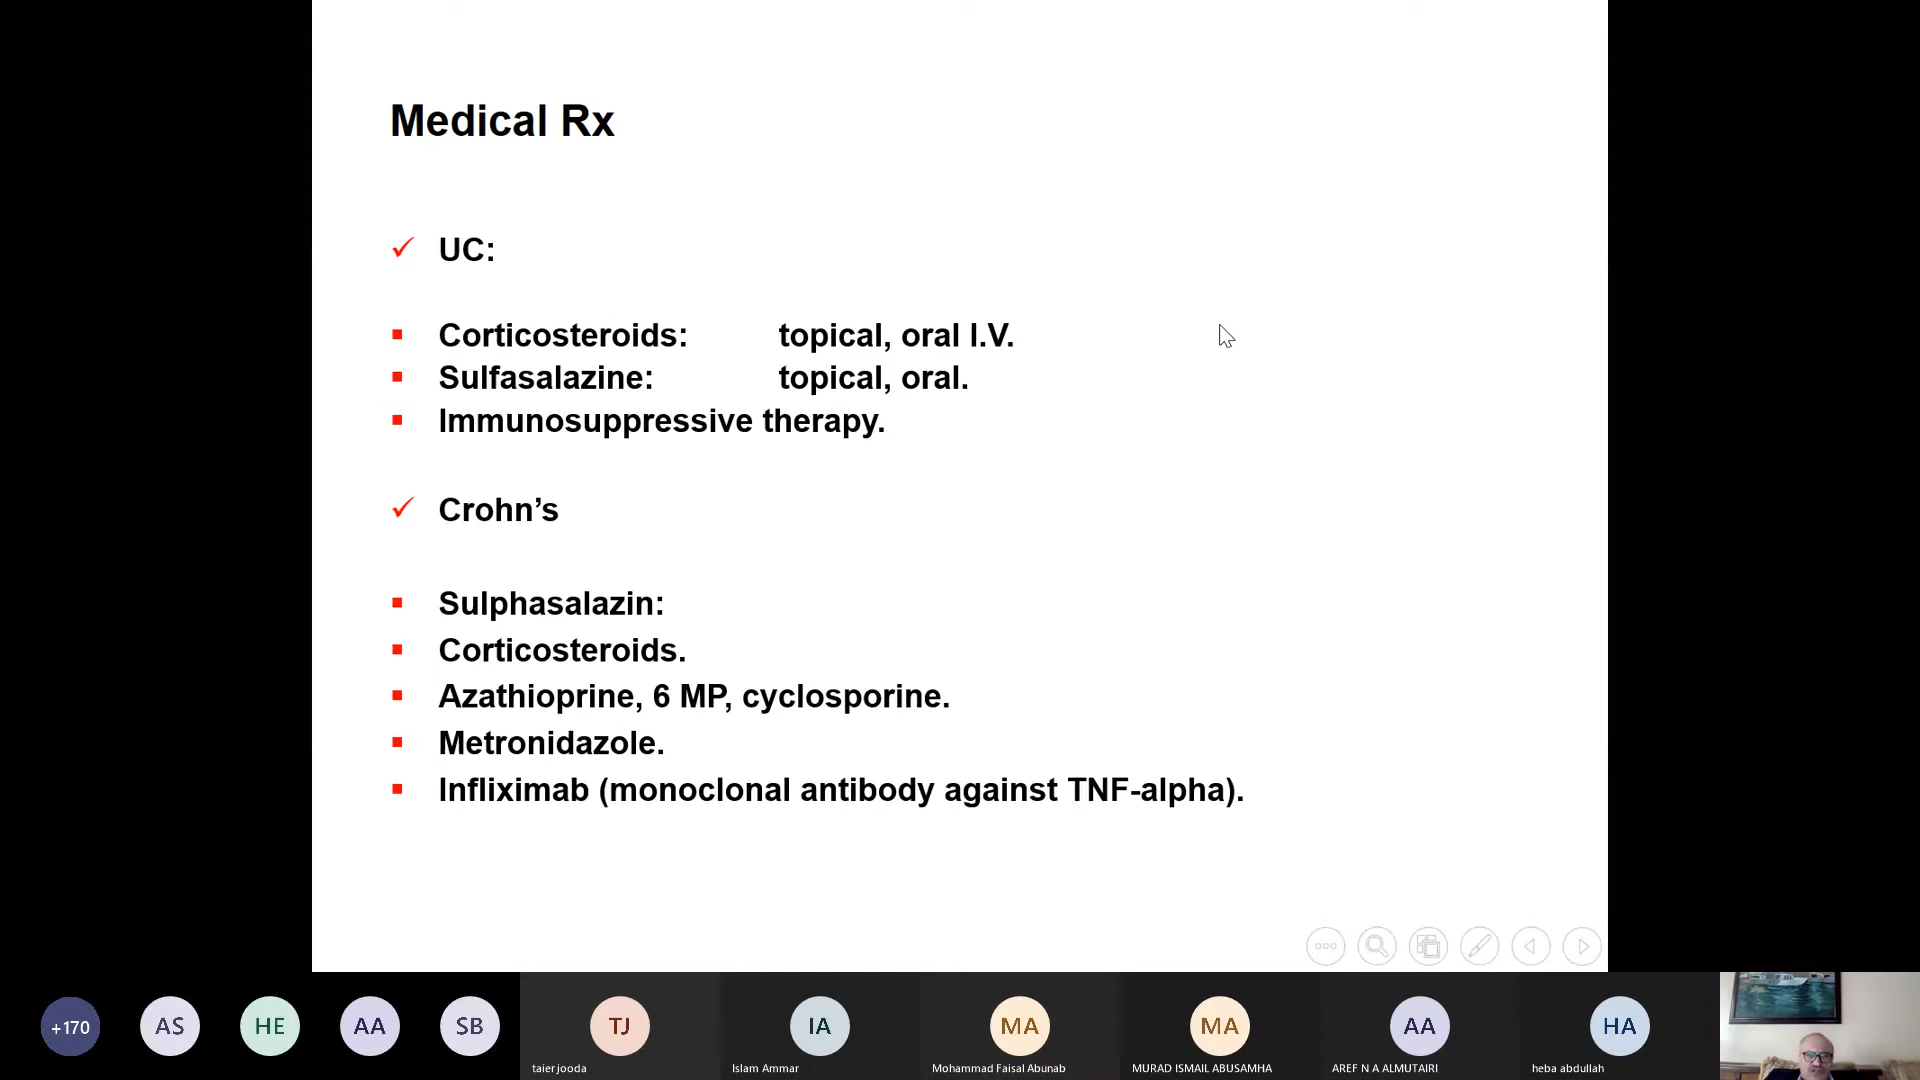 Medical Rx
UC:
Corticosteroids: topical, oral I.V.
Sulfasalazine: topical, oral.
Immunosuppressive therapy.
Crohn’s
Sulphasalazin:
Corticosteroids.
Azathioprine, 6 MP, cyclosporine.
Metronidazole.
Infliximab (monoclonal antibody against TNF-alpha).
+170
AS
HE
AA
SB
TJ
IA
MA
MA
AA
HA
taier jooda
Islam Ammar
Mohammad Faisal Abunab
MURAD ISMAIL ABUSAMHA
AREF N A ALMUTAIRI
heba abdullah